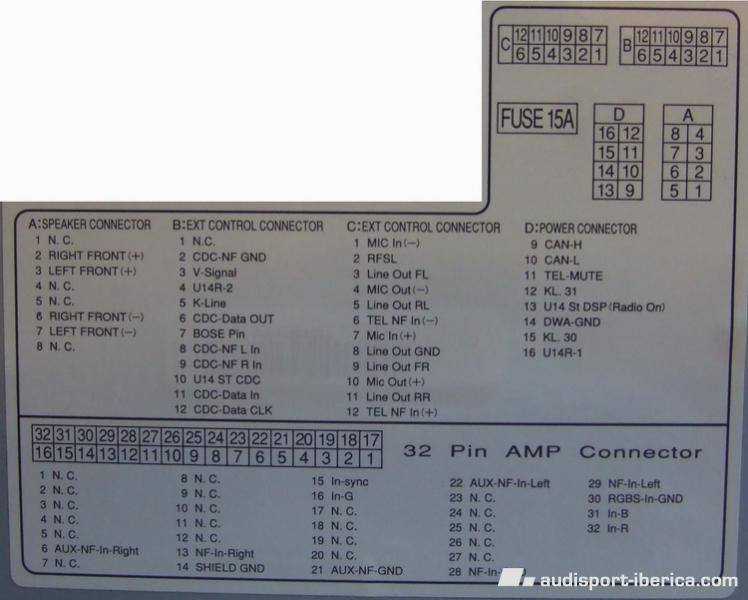 C 12 11 10 9 8 7
6 5 4 3 2 1
B 12 11 10 9 8 7
6 5 4 3 2 1
FUSE 15A
D
16 12
15 11
14 10
13 9
A
8 4
7 3
6 2
5 1
A:SPEAKER CONNECTOR
1 N. C.
2 RIGHT FRONT(+)
3 LEFT FRONT(+)
4 N. C.
5 N. C.
6 RIGHT FRONT(−)
7 LEFT FRONT(−)
8 N. C.
B:EXT CONTROL CONNECTOR
1 N.C.
2 CDC-NF GND
3 V-Signal
4 U14R-2
5 K-Line
6 CDC-Data OUT
7 BOSE Pin
8 CDC-NF L In
9 CDC-NF R In
10 U14 ST CDC
11 CDC-Data In
12 CDC-Data CLK
C:EXT CONTROL CONNECTOR
1 MIC In(−)
2 RFSL
3 Line Out FL
4 MIC Out(−)
5 Line Out RL
6 TEL NF In(−)
7 Mic In(+)
8 Line Out GND
9 Line Out FR
10 Mic Out(+)
11 Line Out RR
12 TEL NF In(+)
D:POWER CONNECTOR
9 CAN-H
10 CAN-L
11 TEL-MUTE
12 KL. 31
13 U14 St DSP(Radio On)
14 DWA-GND
15 KL. 30
16 U14R-1
32 31 30 29 28 27 26 25 24 23 22 21 20 19 18 17
16 15 14 13 12 11 10 9 8 7 6 5 4 3 2 1
32 Pin AMP Connector
1 N. C.
2 N. C.
3 N. C.
4 N. C.
5 N. C.
6 AUX-NF-In-Right
7 N. C.
8 N. C.
9 N. C.
10 N. C.
11 N. C.
12 N. C.
13 NF-In-Right
14 SHIELD GND
15 In-sync
16 In-G
17 N. C.
18 N. C.
19 N. C.
20 N. C.
21 AUX-NF-GND
22 AUX-NF-In-Left
23 N. C.
24 N. C.
25 N. C.
26 N. C.
27 N. C.
28 NF-In-
29 NF-In-Left
30 RGBS-In-GND
31 In-B
32 In-R
audisport-iberica.com